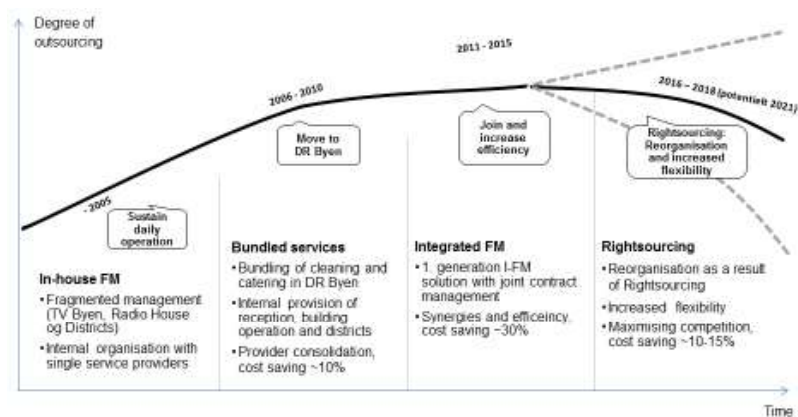 Degree of
outsourcing
2011 - 2015
2006 - 2010
2016 – 2018 (potentielt 2021)
Move to
DR Byen
Join and
increase
efficiency
Rightsourcing:
Reorganisation
and increased
flexibility
- 2005
Sustain
daily
operation
In-house FM
•Fragmented management
(TV Byen, Radio House
og Districts)
•Internal organisation with
single service providers
Bundled services
•Bundling of cleaning and
catering in DR Byen
•Internal provision of
reception, building
operation and districts
•Provider consolidation,
cost saving ~10%
Integrated FM
•1. generation I-FM
solution with joint contract
management
•Synergies and efficeincy,
cost saving ~30%
Rightsourcing
•Reorganisation as a result
of Rightsourcing
•Increased flexibility
•Maximising competition,
cost saving ~10-15%
Time